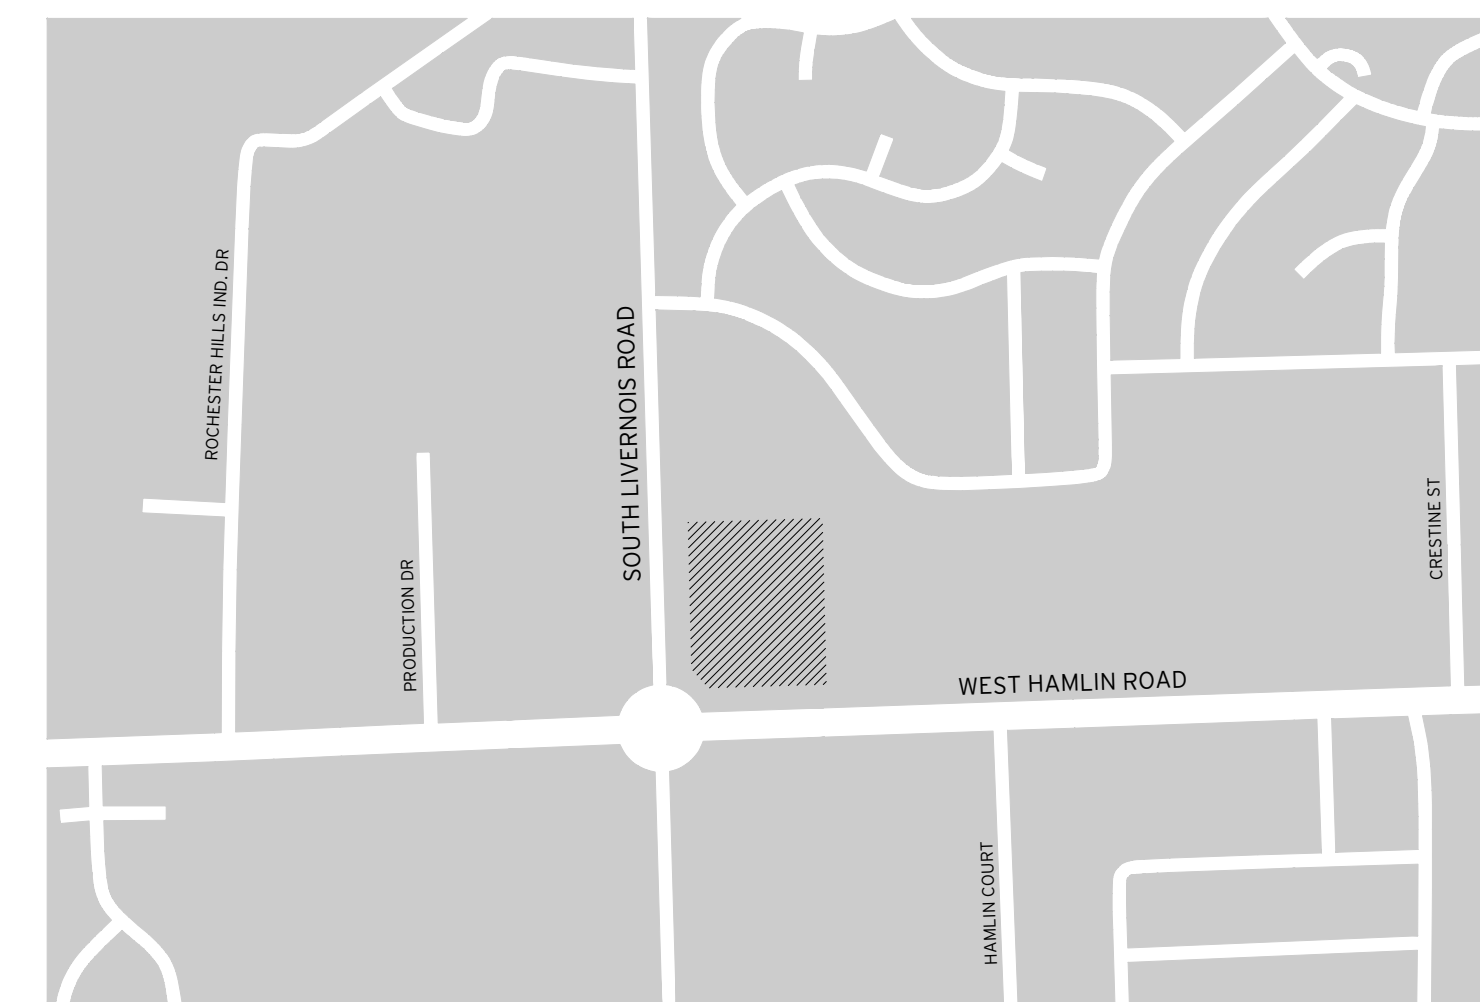 ROCHESTER HILLS IND. DR
SOUTH LIVERNOIS ROAD
CRESTINE ST
PRODUCTION DR
WEST HAMLIN ROAD
HAMLIN COURT